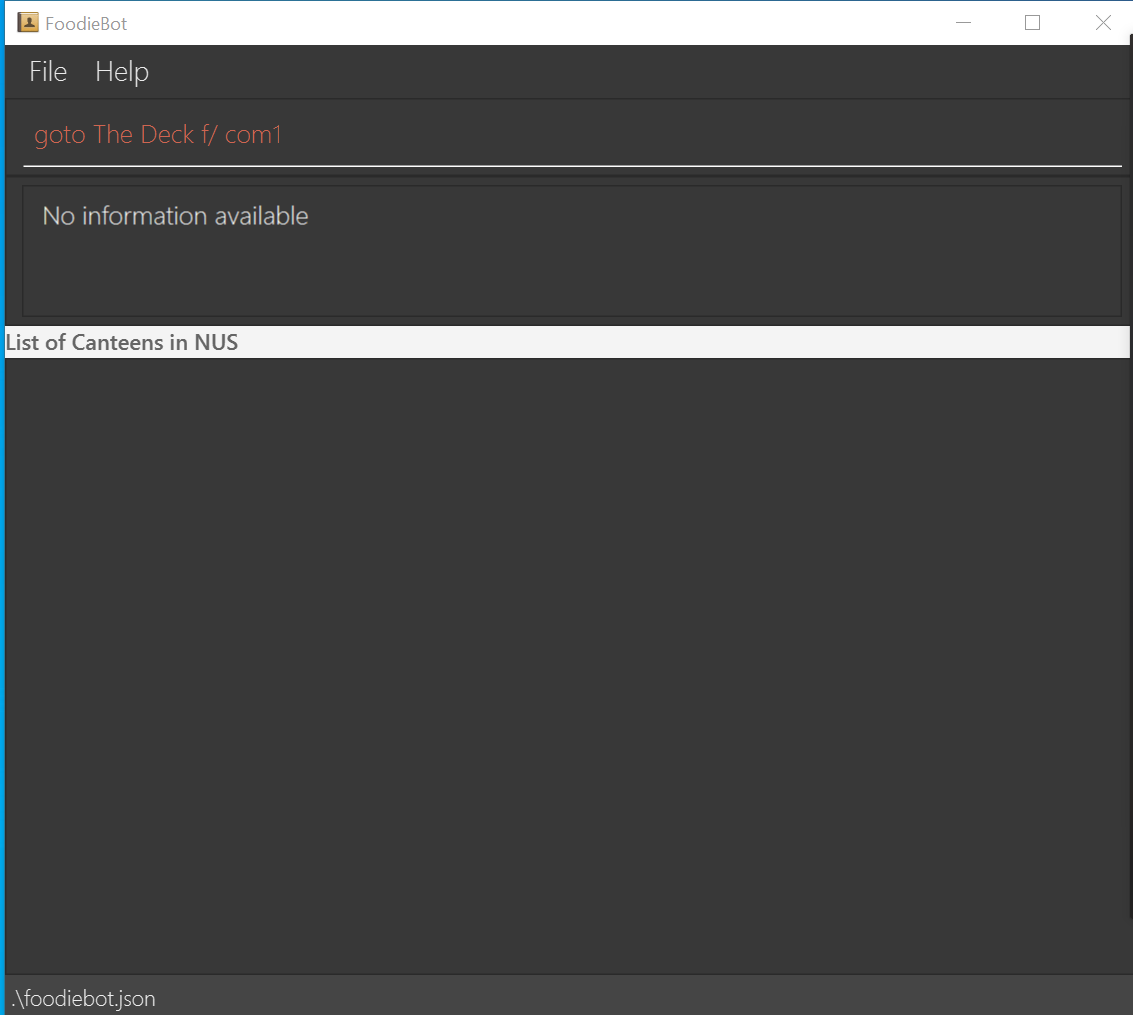 FoodieBot
File Help
goto The Deck f/ com1
No information available
List of Canteens in NUS
.\foodiebot.json